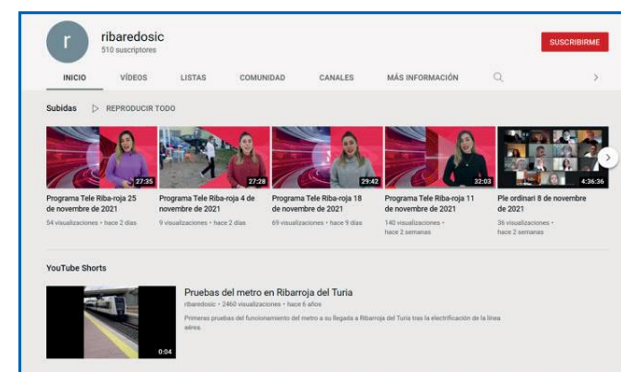 r
ribaredosic
510 suscriptores
SUSCRIBIRME
INICIO VÍDEOS LISTAS COMUNIDAD CANALES MÁS INFORMACIÓN
Subidas REPRODUCIR TODO
27:35 27:28 29:42 32:03 4:36:36
Programa Tele Riba-roja 25 de novembre de 2021
54 visualizaciones • hace 2 días
Programa Tele Riba-roja 4 de novembre de 2021
9 visualizaciones • hace 2 días
Programa Tele Riba-roja 18 de novembre de 2021
69 visualizaciones • hace 9 días
Programa Tele Riba-roja 11 de novembre de 2021
140 visualizaciones •
hace 2 semanas
Ple ordinari 8 de novembre de 2021
36 visualizaciones •
hace 2 semanas
YouTube Shorts
0:04
Pruebas del metro en Ribarroja del Turia
ribaredosic • 2460 visualizaciones • hace 6 años
Primeras pruebas del funcionamiento del metro a su llegada a Ribarroja del Turia tras la electrificación de la línea
aérea.